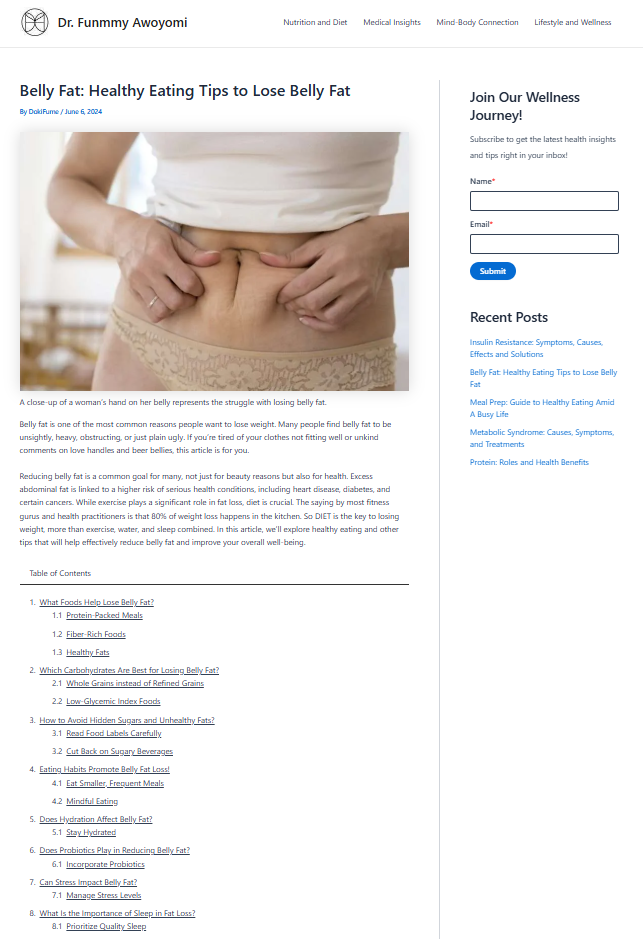 Dr. Funmmy Awoyomi
Nutrition and Diet
Medical Insights
Mind-Body Connection
Lifestyle and Wellness
Belly Fat: Healthy Eating Tips to Lose Belly Fat
By DokiFume / June 6, 2024
A close-up of a woman's hand on her belly represents the struggle with losing belly fat.
Belly fat is one of the most common reasons people want to lose weight. Many people find belly fat to be
unsightly, heavy, obstructing, or just plain ugly. If you're tired of your clothes not fitting well or unkind
comments on love handles and beer bellies, this article is for you.
Reducing belly fat is a common goal for many, not just for beauty reasons but also for health. Excess
abdominal fat is linked to a higher risk of serious health conditions, including heart disease, diabetes, and
certain cancers. While exercise plays a significant role in fat loss, diet is crucial. The saying by most fitness
gurus and health practitioners is that 80% of weight loss happens in the kitchen. So DIET is the key to losing
weight, more than exercise, water, and sleep combined. In this article, we'll explore healthy eating and other
tips that will help effectively reduce belly fat and improve your overall well-being.
Table of Contents
1. What Foods Help Lose Belly Fat?
1.1 Protein-Packed Meals
1.2 Fiber-Rich Foods
1.3 Healthy Fats
2. Which Carbohydrates Are Best for Losing Belly Fat?
2.1 Whole Grains instead of Refined Grains
2.2 Low-Glycemic Index Foods
3. How to Avoid Hidden Sugars and Unhealthy Fats?
3.1 Read Food Labels Carefully
3.2 Cut Back on Sugary Beverages
4. Eating Habits Promote Belly Fat Loss!
4.1 Eat Smaller, Frequent Meals
4.2 Mindful Eating
5. Does Hydration Affect Belly Fat?
5.1 Stay Hydrated
6. Does Probiotics Play in Reducing Belly Fat?
6.1 Incorporate Probiotics
7. Can Stress Impact Belly Fat?
7.1 Manage Stress Levels
8. What Is the Importance of Sleep in Fat Loss?
8.1 Prioritize Quality Sleep
Join Our Wellness
Journey!
Subscribe to get the latest health insights
and tips right in your inbox!
Name*
Email*
Submit
Recent Posts
Insulin Resistance: Symptoms, Causes,
Effects and Solutions
Belly Fat: Healthy Eating Tips to Lose Belly
Fat
Meal Prep: Guide to Healthy Eating Amid
A Busy Life
Metabolic Syndrome: Causes, Symptoms,
and Treatments
Protein: Roles and Health Benefits